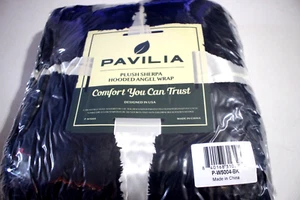 PAVILIA
PLUSH SHERPA
HOODED ANGEL WRAP
Comfort You Can Trust
DESIGNED IN USA
P-W5004-BK
Made in China